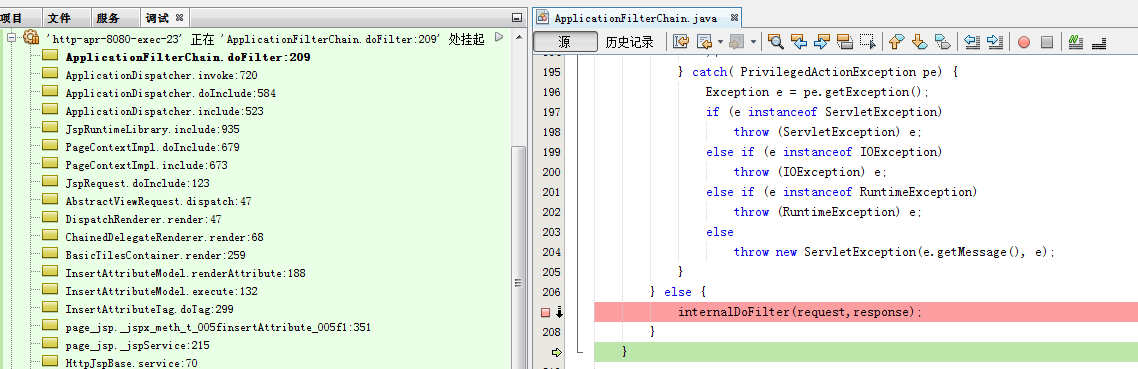 项目 文件 服务 调试
'http-apr-8080-exec-23' 正在 'ApplicationFilterChain.doFilter:209' 处挂起
ApplicationFilterChain.doFilter:209
ApplicationDispatcher.invoke:720
ApplicationDispatcher.doInclude:584
ApplicationDispatcher.include:523
JspRuntimeLibrary.include:935
PageContextImpl.doInclude:679
PageContextImpl.include:673
JspRequest.doInclude:123
AbstractViewRequest.dispatch:47
DispatchRenderer.render:47
ChainedDelegateRenderer.render:68
BasicTilesContainer.render:259
InsertAttributeModel.renderAttribute:188
InsertAttributeModel.execute:132
InsertAttributeTag.doTag:299
page_jsp._jspx_meth_t_005finsertAttribute_005f1:351
page_jsp._jspService:215
HttpJspBase.service:70
ApplicationFilterChain.java
源 历史记录
195 } catch( PrivilegedActionException pe) {
196 Exception e = pe.getException();
197 if (e instanceof ServletException)
198 throw (ServletException) e;
199 else if (e instanceof IOException)
200 throw (IOException) e;
201 else if (e instanceof RuntimeException)
202 throw (RuntimeException) e;
203 else
204 throw new ServletException(e.getMessage(), e);
205 }
206 } else {
internalDoFilter(request,response);
208 }
}